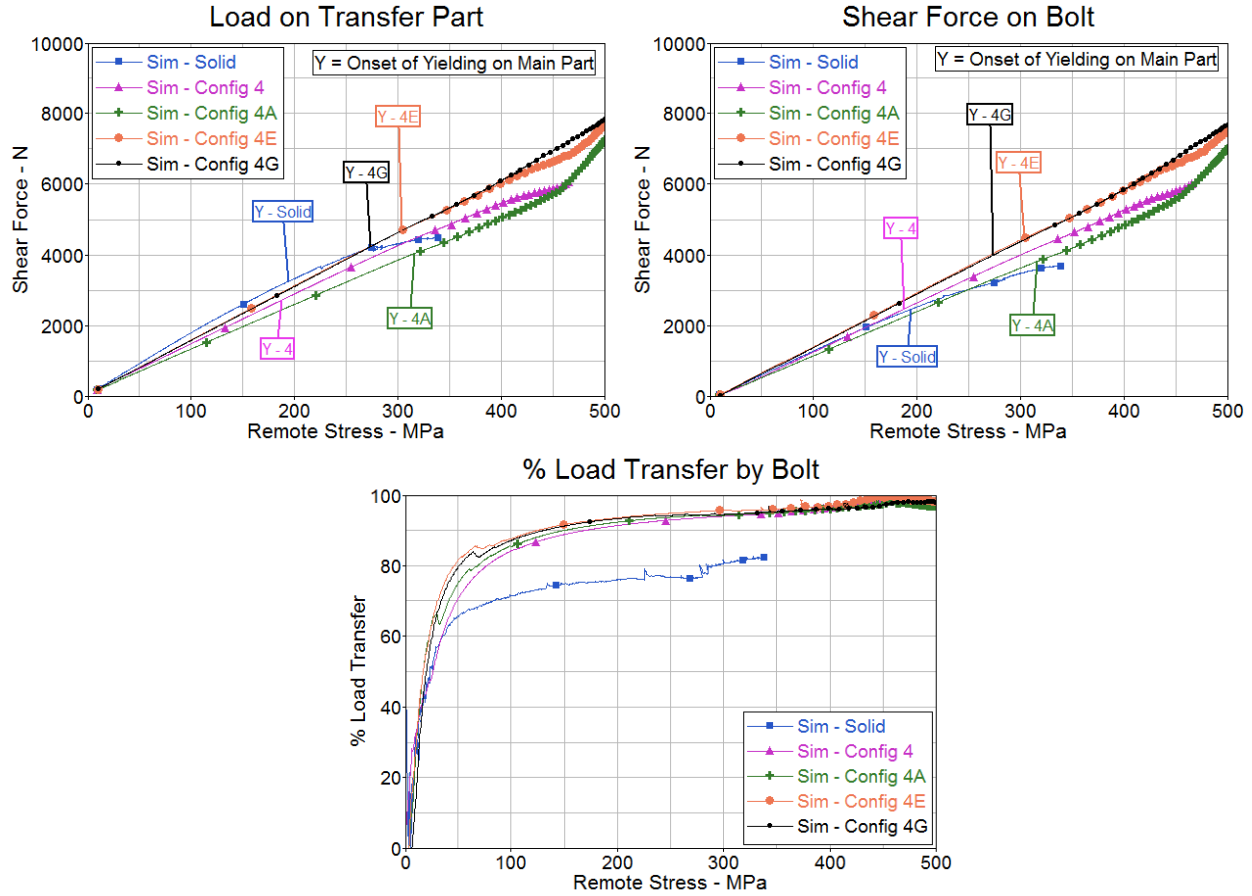 Load on Transfer Part
10000
8000
6000
4000
2000
0
Shear Force - N
Sim - Solid
Sim - Config 4
Sim - Config 4A
Sim - Config 4E
Sim - Config 4G
Y = Onset of Yielding on Main Part
Y - 4E
Y - 4G
Y - Solid
Y - 4A
Y - 4
0 100 200 300 400 500
Remote Stress - MPa
Shear Force on Bolt
10000
8000
6000
4000
2000
0
Shear Force - N
Sim - Solid
Sim - Config 4
Sim - Config 4A
Sim - Config 4E
Sim - Config 4G
Y = Onset of Yielding on Main Part
Y - 4G
Y - 4E
Y - 4
Y - 4A
Y - Solid
0 100 200 300 400 500
Remote Stress - MPa
% Load Transfer by Bolt
100
80
60
40
20
0
% Load Transfer
Sim - Solid
Sim - Config 4
Sim - Config 4A
Sim - Config 4E
Sim - Config 4G
0 100 200 300 400 500
Remote Stress - MPa